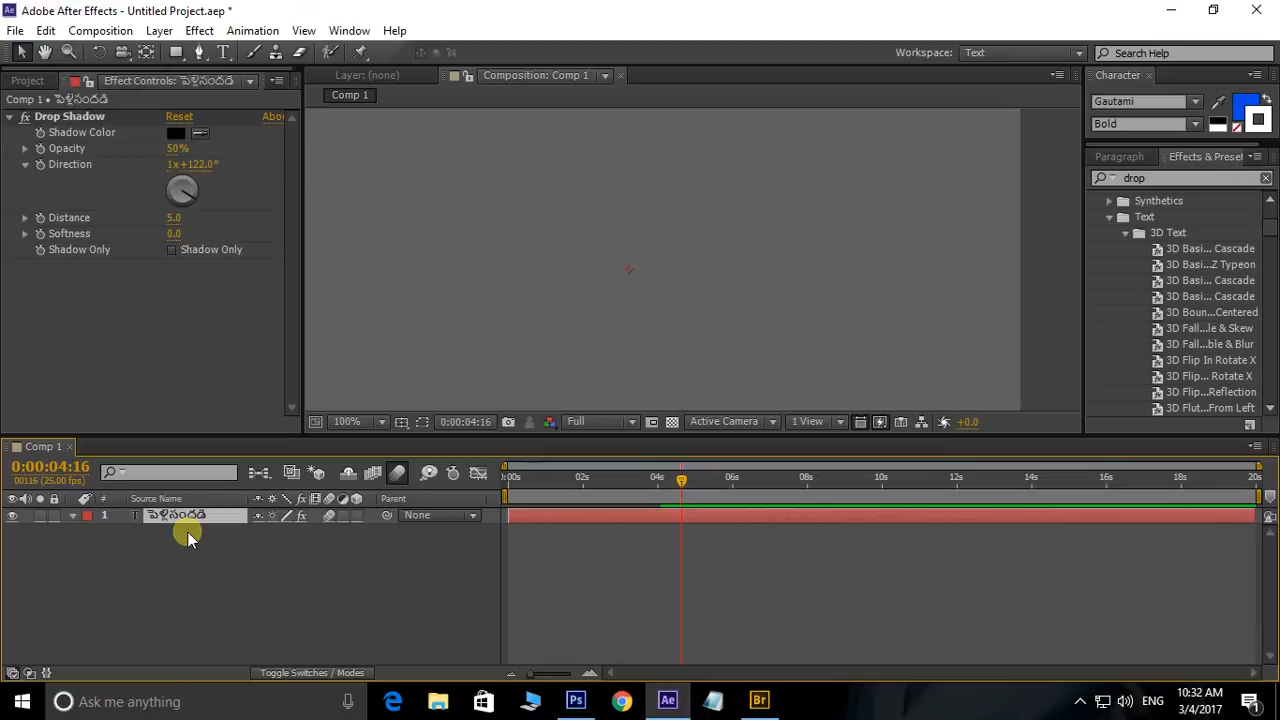 Adobe After Effects - Untitled Project.aep *
File Edit Composition Layer Effect Animation View Window Help
Workspace: Text Search Help
Project Effect Controls: పెళ్లిసందడి Layer: (none) Composition: Comp 1 Character
Comp 1 • పెళ్లిసందడి Comp 1 Gautami
Drop Shadow Reset Abou
Shadow Color Bold
Opacity 50%
Direction 1x+122.0° Paragraph Effects & Preset
drop
Distance 5.0 Synthetics
Softness 0.0 Text
Shadow Only Shadow Only 3D Text
3D Basi... Cascade
3D Basi...Z Typeon
3D Basi... Cascade
3D Basi... Cascade
3D Boun...Centered
3D Fall...le & Skew
3D Fall...ble & Blur
3D Flip In Rotate X
3D Flip... Rotate X
3D Flip...Reflection
3D Flut...From Left
100% 0:00:04:16 Full Active Camera 1 View +0.0
Comp 1
0:00:04:16
00116 (25.00 fps) :00s 02s 04s 06s 08s 10s 12s 14s 16s 18s 20s
# Source Name Parent
1 T పెళ్లిసందడి None
Toggle Switches / Modes
Ask me anything Ps Ae Br ENG 10:32 AM
3/4/2017 1